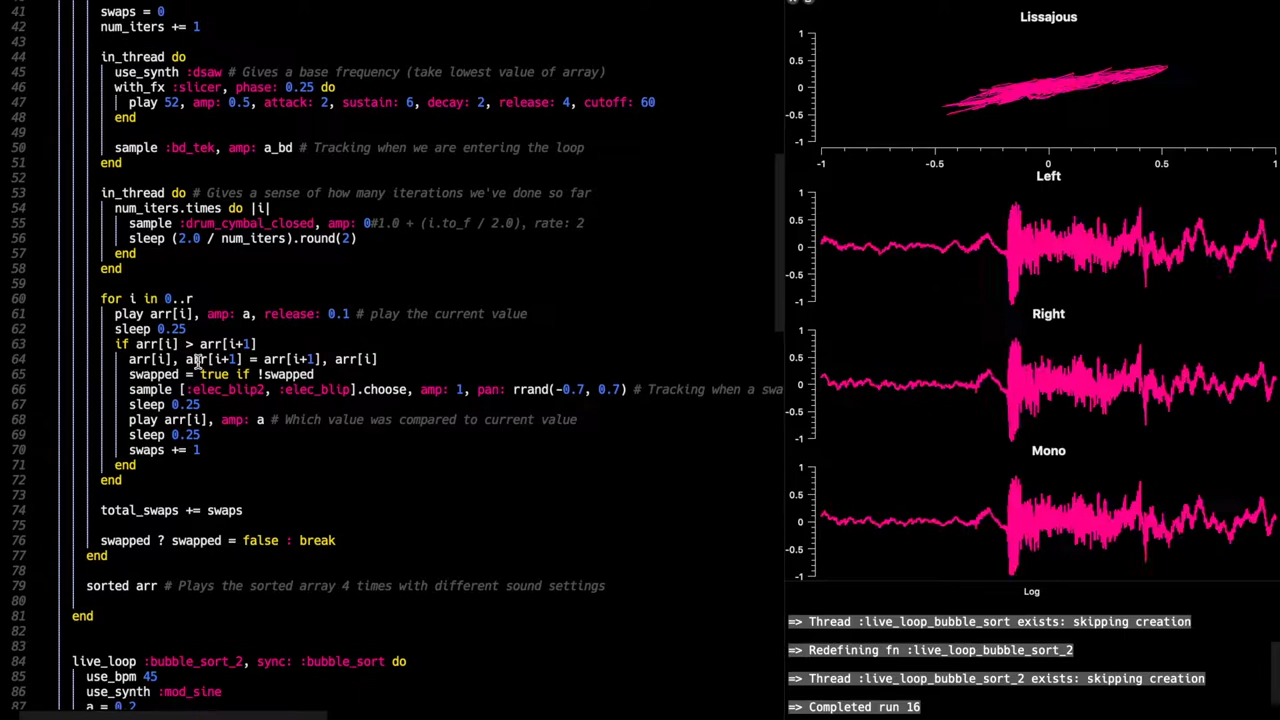 41 swaps = 0
42 num_iters += 1
43
44 in_thread do
45 use_synth :dsaw # Gives a base frequency (take lowest value of array)
46 with_fx :slicer, phase: 0.25 do
47 play 52, amp: 0.5, attack: 2, sustain: 6, decay: 2, release: 4, cutoff: 60
48 end
49
50 sample :bd_tek, amp: a_bd # Tracking when we are entering the loop
51 end
52
53 in_thread do # Gives a sense of how many iterations we've done so far
54 num_iters.times do |i|
55 sample :drum_cymbal_closed, amp: 0#1.0 + (i.to_f / 2.0), rate: 2
56 sleep (2.0 / num_iters).round(2)
57 end
58 end
59
60 for i in 0..r
61 play arr[i], amp: a, release: 0.1 # play the current value
62 sleep 0.25
63 if arr[i] > arr[i+1]
64 arr[i], arr[i+1] = arr[i+1], arr[i]
65 swapped = true if !swapped
66 sample [:elec_blip2, :elec_blip].choose, amp: 1, pan: rrand(-0.7, 0.7) # Tracking when a swa
67 sleep 0.25
68 play arr[i], amp: a # Which value was compared to current value
69 sleep 0.25
70 swaps += 1
71 end
72 end
73
74 total_swaps += swaps
75
76 swapped ? swapped = false : break
77 end
78
79 sorted arr # Plays the sorted array 4 times with different sound settings
80
81 end
82
83
84 live_loop :bubble_sort_2, sync: :bubble_sort do
85 use_bpm 45
86 use_synth :mod_sine
87 a = 0.2
Lissajous
1
0.5
0
-0.5
-1
-1 -0.5 0 0.5 1
Left
1
0.5
0
-0.5
-1
Right
1
0.5
0
-0.5
-1
Mono
1
0.5
0
-0.5
-1
Log
=> Thread :live_loop_bubble_sort exists: skipping creation
=> Redefining fn :live_loop_bubble_sort_2
=> Thread :live_loop_bubble_sort_2 exists: skipping creation
=> Completed run 16